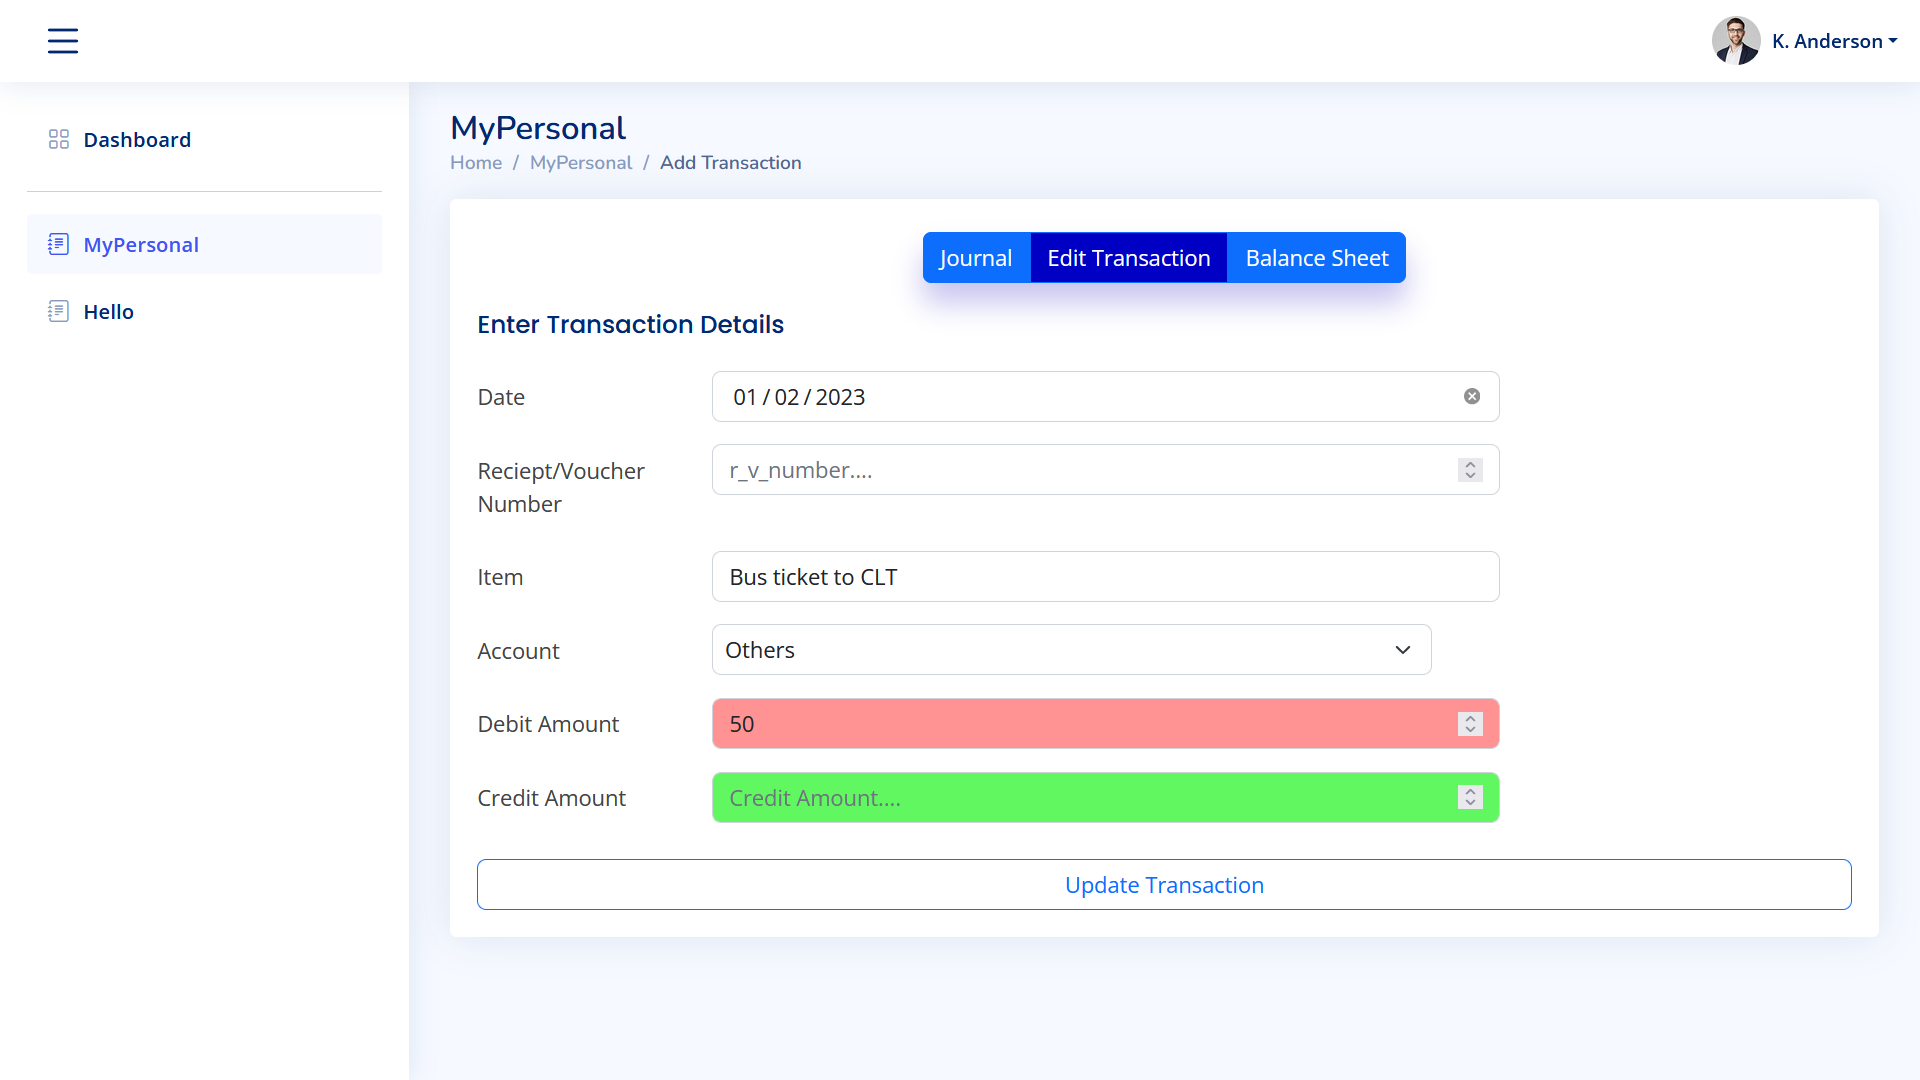 K. Anderson
Dashboard
MyPersonal
Hello
MyPersonal
Home / MyPersonal / Add Transaction
Journal Edit Transaction Balance Sheet
Enter Transaction Details
Date 01 / 02 / 2023
Reciept/Voucher
Number
r_v_number....
Item Bus ticket to CLT
Account Others
Debit Amount 50
Credit Amount Credit Amount....
Update Transaction